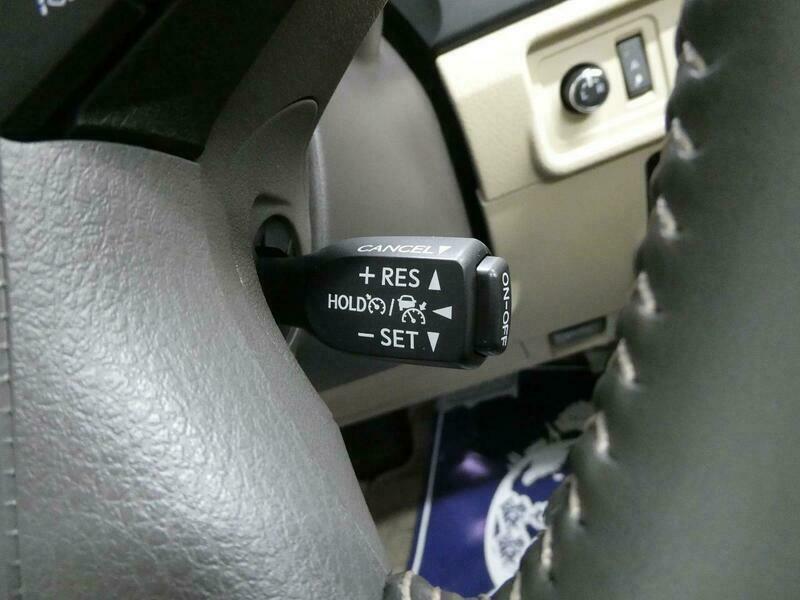 CANCEL▼
+RES▲
HOLD / ◀
−SET▼
ON-OFF